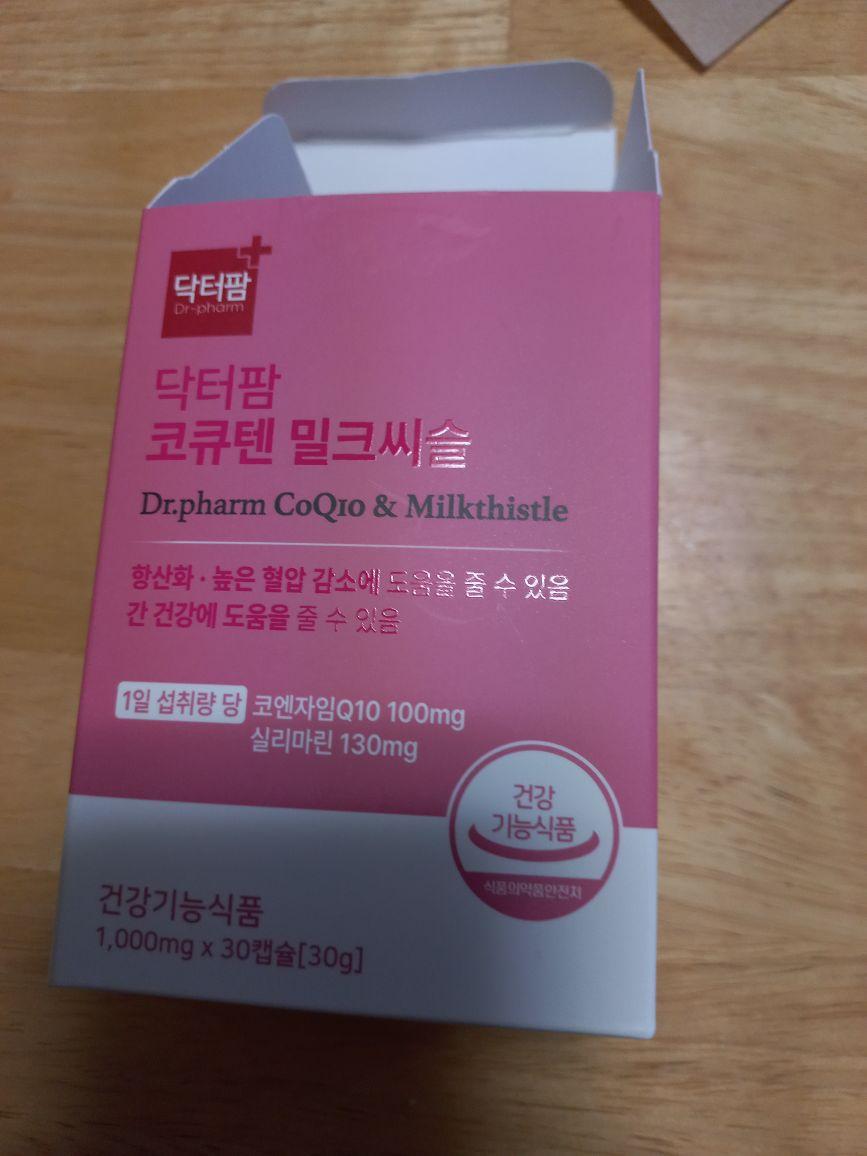 닥터팜
Dr-pharm
닥터팜
코큐텐 밀크씨슬
Dr.pharm CoQ10 & Milkthistle
항산화 · 높은 혈압 감소에 도움을 줄 수 있음
간 건강에 도움을 줄 수 있음
1일 섭취량 당 코엔자임Q10 100mg
실리마린 130mg
건강
기능식품
식품의약품안전처
건강기능식품
1,000mg x 30캡슐[30g]